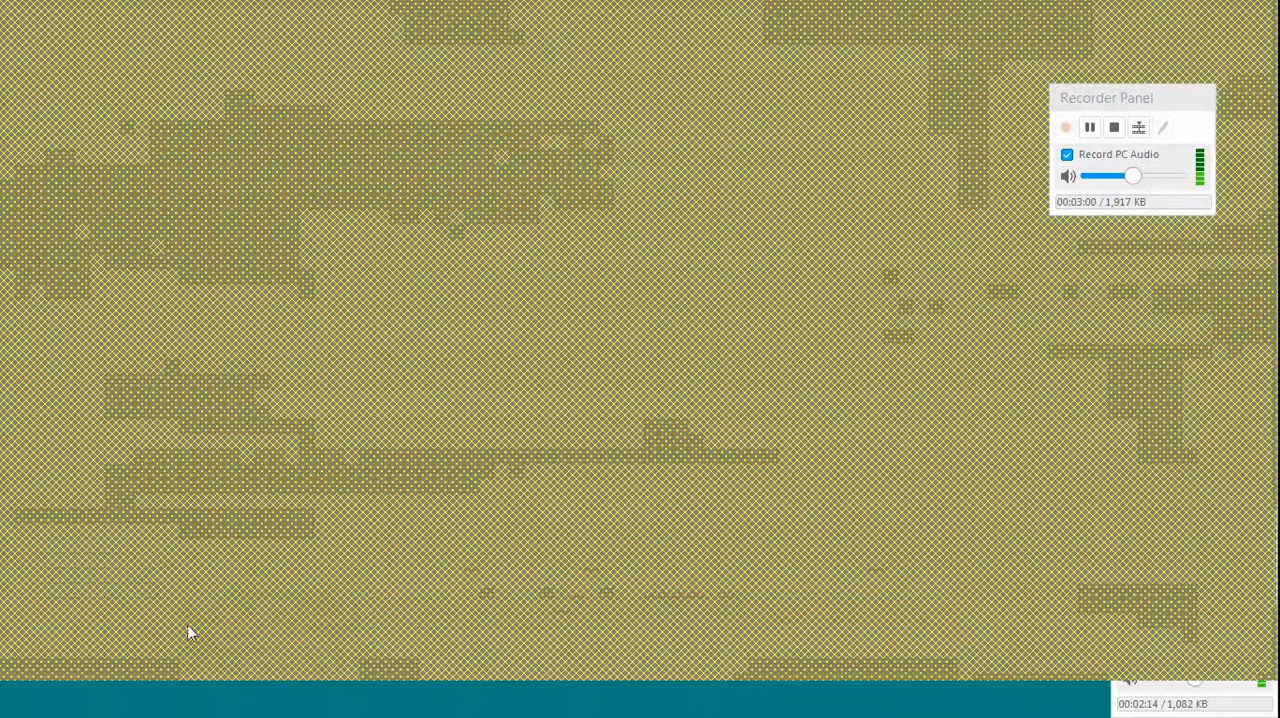 Recorder Panel
Record PC Audio
00:03:00 / 1,917 KB
00:02:14 / 1,082 KB